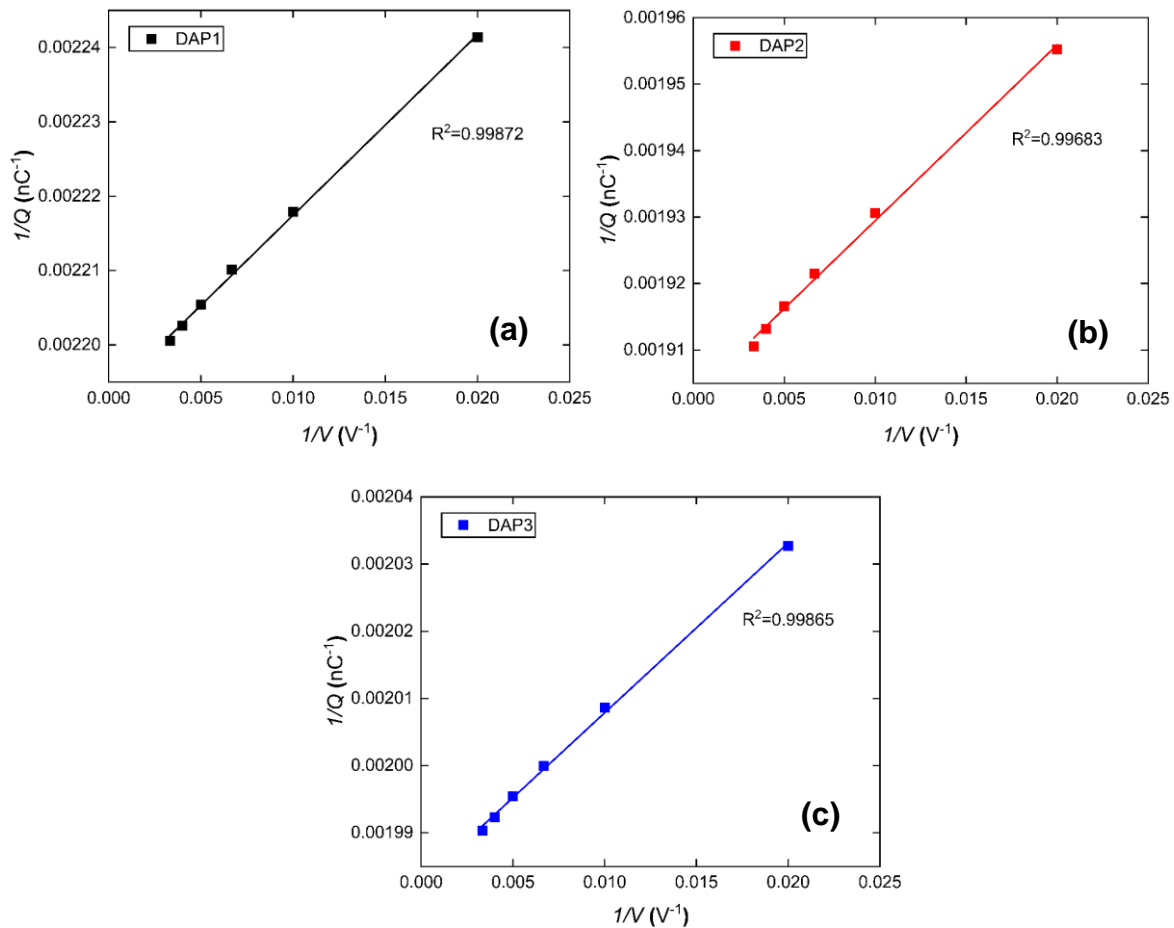 DAP1
0.00224
0.00223
0.00222
0.00221
0.00220
1/Q (nC⁻¹)
R²=0.99872
(a)
0.000 0.005 0.010 0.015 0.020 0.025
1/V (V⁻¹)
DAP2
0.00196
0.00195
0.00194
0.00193
0.00192
0.00191
1/Q (nC⁻¹)
R²=0.99683
(b)
0.000 0.005 0.010 0.015 0.020 0.025
1/V (V⁻¹)
DAP3
0.00204
0.00203
0.00202
0.00201
0.00200
0.00199
1/Q (nC⁻¹)
R²=0.99865
(c)
0.000 0.005 0.010 0.015 0.020 0.025
1/V (V⁻¹)